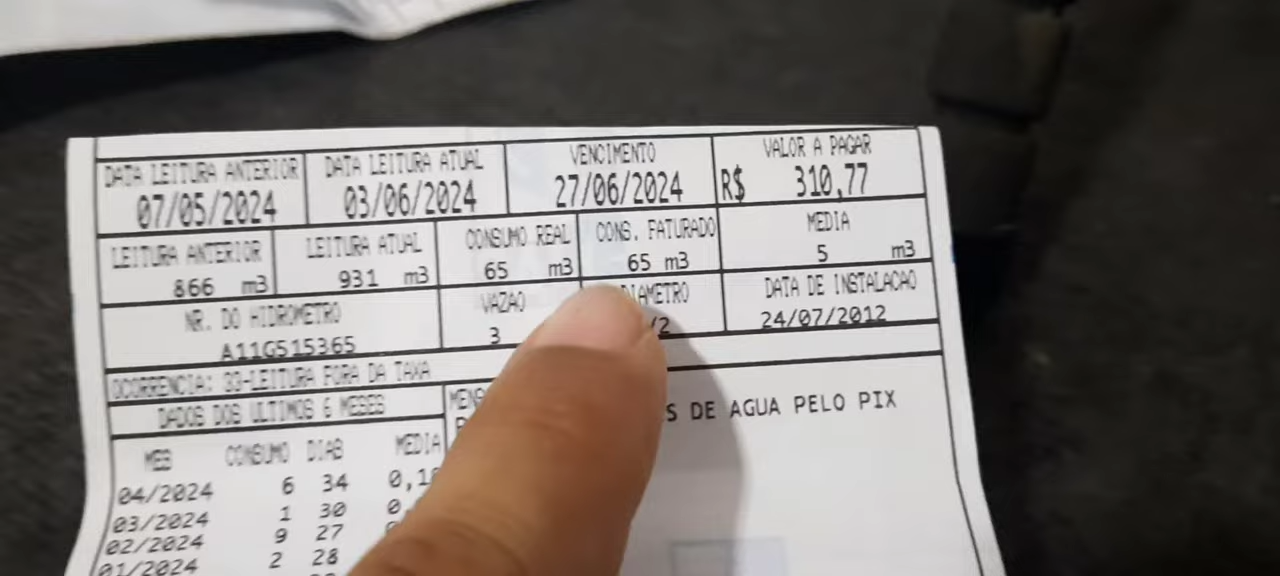 DATA LEITURA ANTERIOR DATA LEITURA ATUAL VENCIMENTO VALOR A PAGAR
07/05/2024 03/06/2024 27/06/2024 R$ 310,77
LEITURA ANTERIOR LEITURA ATUAL CONSUMO REAL CONS. FATURADO MEDIA
866 m3 931 m3 65 m3 65 m3 5 m3
NR. DO HIDROMETRO VAZAO DIAMETRO DATA DE INSTALACAO
A11G515365 3 /2 24/07/2012
OCORRENCIA: 33-LEITURA FORA DA TAXA
DADOS DOS ULTIMOS 6 MESES
S DE AGUA PELO PIX
MES CONSUMO DIAS MEDIA
04/2024 6 34
03/2024 1 30
02/2024 9 27
01/2024 2 28